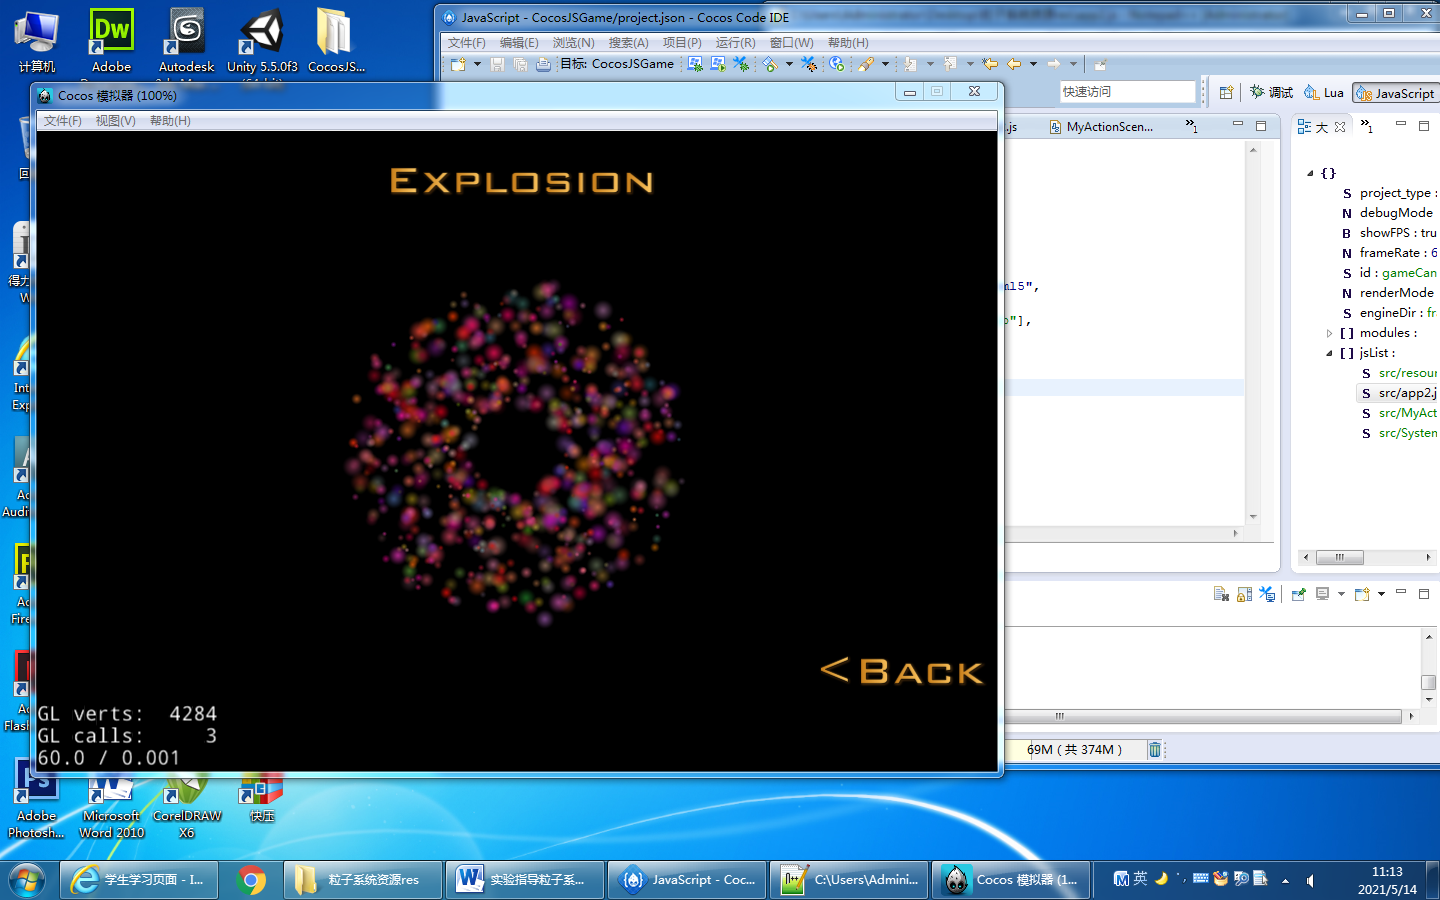 计算机
Adobe
Autodesk
Unity 5.5.0f3
CocosJS...
JavaScript - CocosJSGame/project.json - Cocos Code IDE
文件(F) 编辑(E) 浏览(N) 搜索(A) 项目(P) 运行(R) 窗口(W) 帮助(H)
目标: CocosJSGame
快速访问
调试
Lua
JavaScript
Cocos 模拟器 (100%)
文件(F) 视图(V) 帮助(H)
Explosion
<Back
GL verts: 4284
GL calls: 3
60.0 / 0.001
.js
MyActionScen...
»1
ml5",
"],
大
»1
{}
S project_type :
N debugMode
B showFPS : tru
N frameRate : 6
S id : gameCan
N renderMode
S engineDir : fr
[ ] modules :
[ ] jsList :
S src/resour
S src/app2.j
S src/MyAct
S src/System
69M ( 共 374M )
Adobe
Photosh...
Microsoft
Word 2010
CorelDRAW
X6
快压
学生学习页面 - I...
粒子系统资源res
实验指导粒子系...
JavaScript - Coc...
C:\Users\Admini...
Cocos 模拟器 (1...
英
11:13
2021/5/14